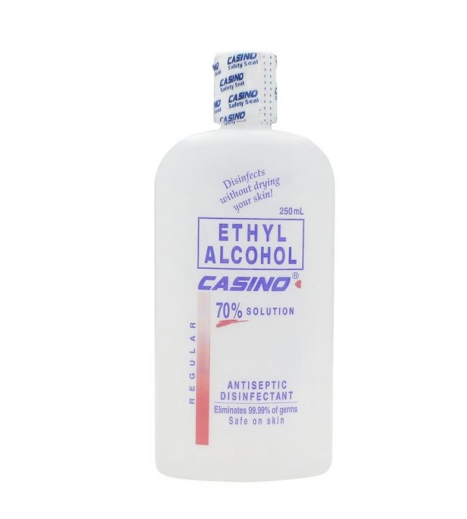 CASINO
Safety Seal
CASINO
Safety Seal
CASINO
Safety Seal
CASINO
Disinfects
without drying
your skin!
250mL
ETHYL
ALCOHOL
CASINO®
70% SOLUTION
REGULAR
ANTISEPTIC
DISINFECTANT
Eliminates 99.99% of germs
Safe on skin